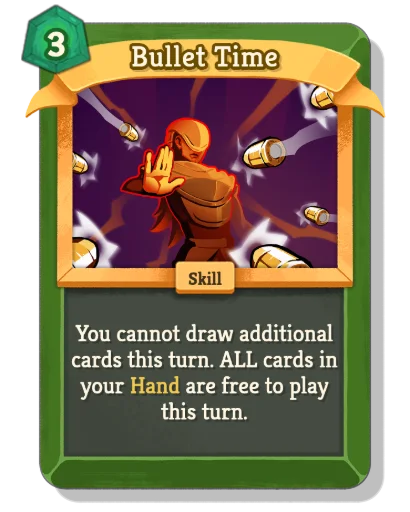 3
Bullet Time
Skill
You cannot draw additional
cards this turn. ALL cards in
your Hand are free to play
this turn.